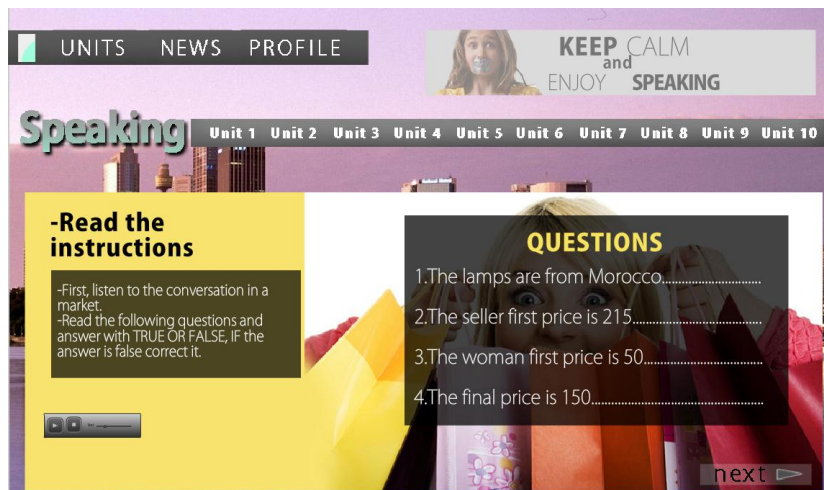 UNITS NEWS PROFILE
KEEP CALM
and
ENJOY SPEAKING
Speaking
Unit 1 Unit 2 Unit 3 Unit 4 Unit 5 Unit 6 Unit 7 Unit 8 Unit 9 Unit 10
-Read the
instructions
-First, listen to the conversation in a
market.
-Read the following questions and
answer with TRUE OR FALSE, IF the
answer is false correct it.
QUESTIONS
1.The lamps are from Morocco..............................
2.The seller first price is 215.......................................
3.The woman first price is 50....................................
4.The final price is 150....................................................
next